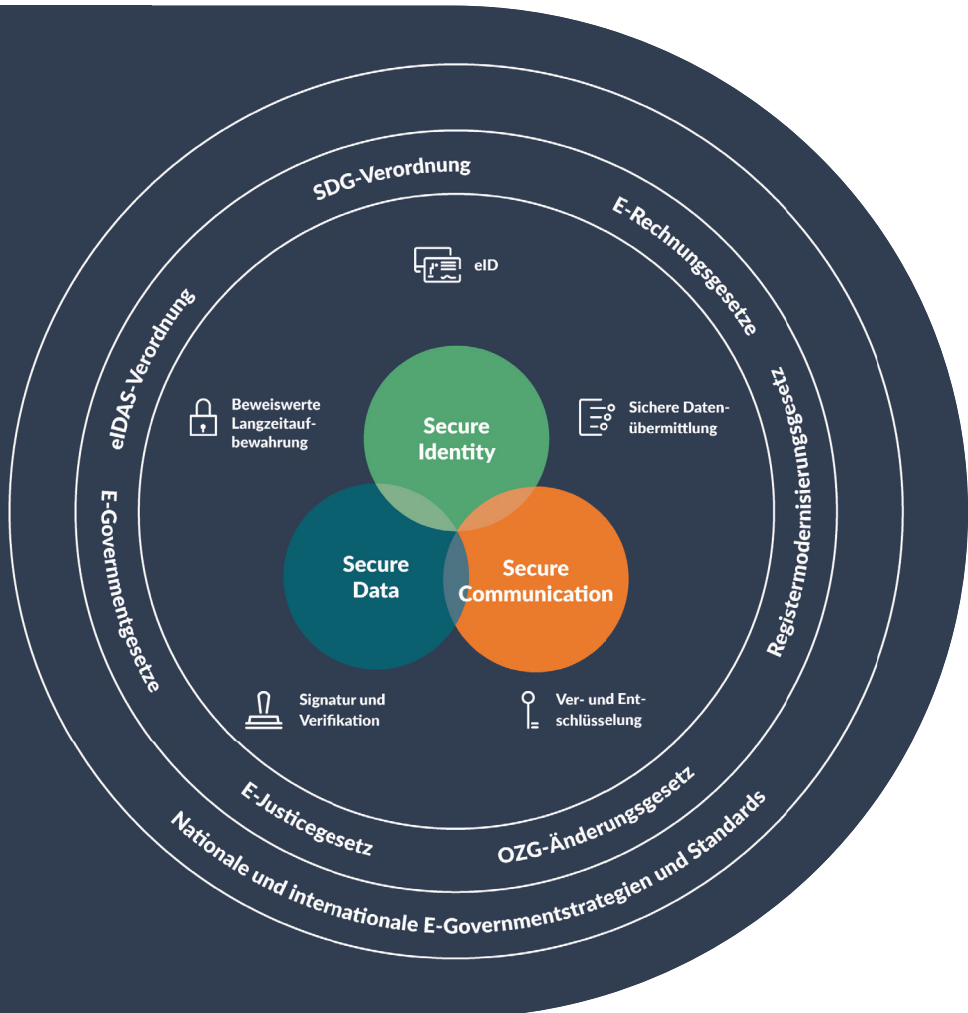 SDG-Verordnung
E-Rechnungsgesetze
eIDAS-Verordnung
Registermodernisierungsgesetz
E-Governmentgesetze
E-Justicegesetz
OZG-Änderungsgesetz
Nationale und internationale E-Governmentstrategien und Standards
eID
Beweiswerte
Langzeitauf-
bewahrung
Sichere Daten-
übermittlung
Secure
Identity
Secure
Data
Secure
Communication
Signatur und
Verifikation
Ver- und Ent-
schlüsselung